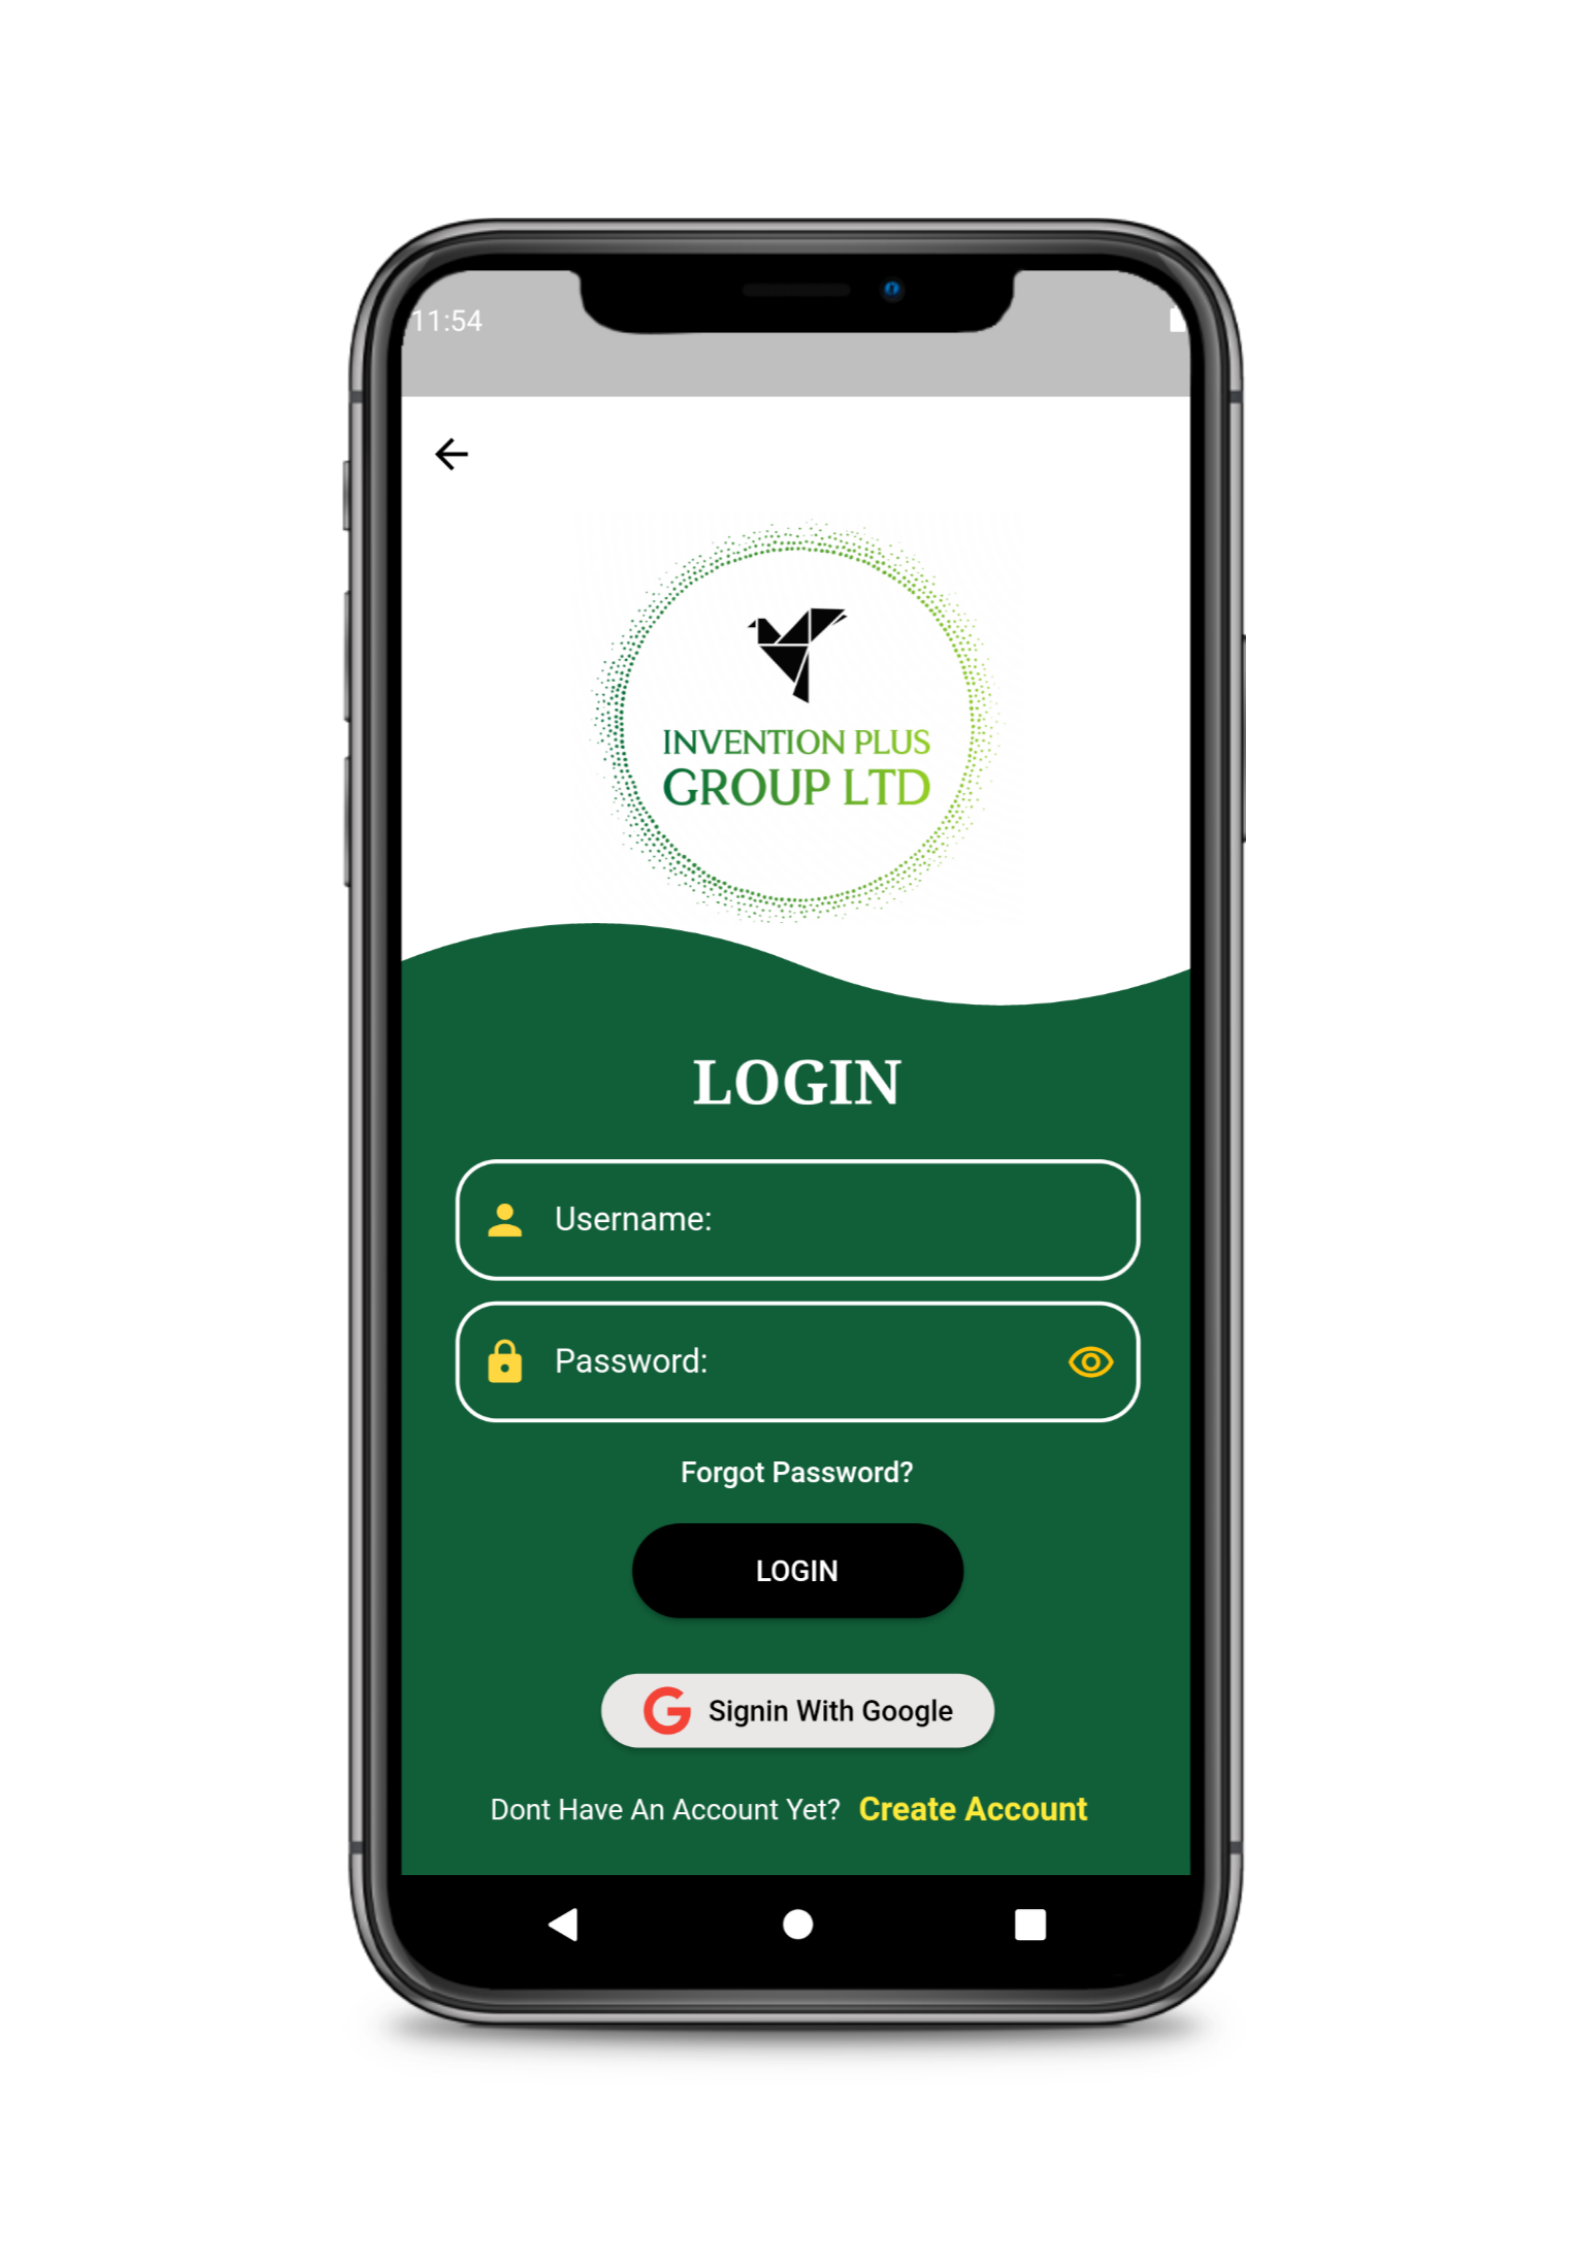 11:54
INVENTION PLUS
GROUP LTD
LOGIN
Username:
Password:
Forgot Password?
LOGIN
Signin With Google
Dont Have An Account Yet? Create Account